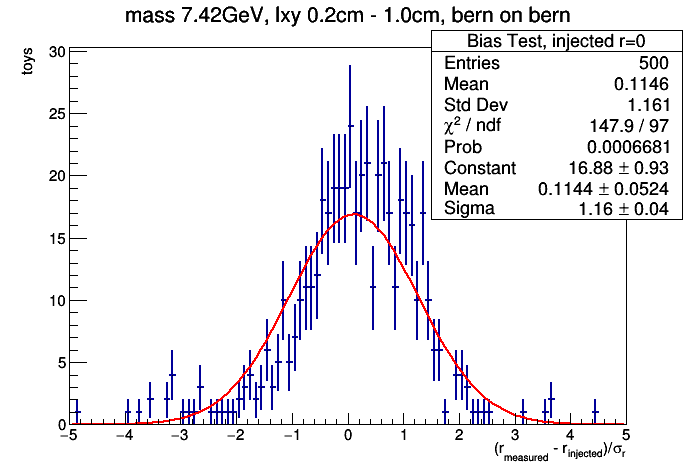 mass 7.42GeV, lxy 0.2cm - 1.0cm, bern on bern
Bias Test, injected r=0
Entries 500
Mean 0.1146
Std Dev 1.161
χ² / ndf 147.9 / 97
Prob 0.0006681
Constant 16.88 ± 0.93
Mean 0.1144 ± 0.0524
Sigma 1.16 ± 0.04
toys
30
25
20
15
10
5
0
−5 −4 −3 −2 −1 0 1 2 3 4 5
(r_measured - r_injected)/σ_r